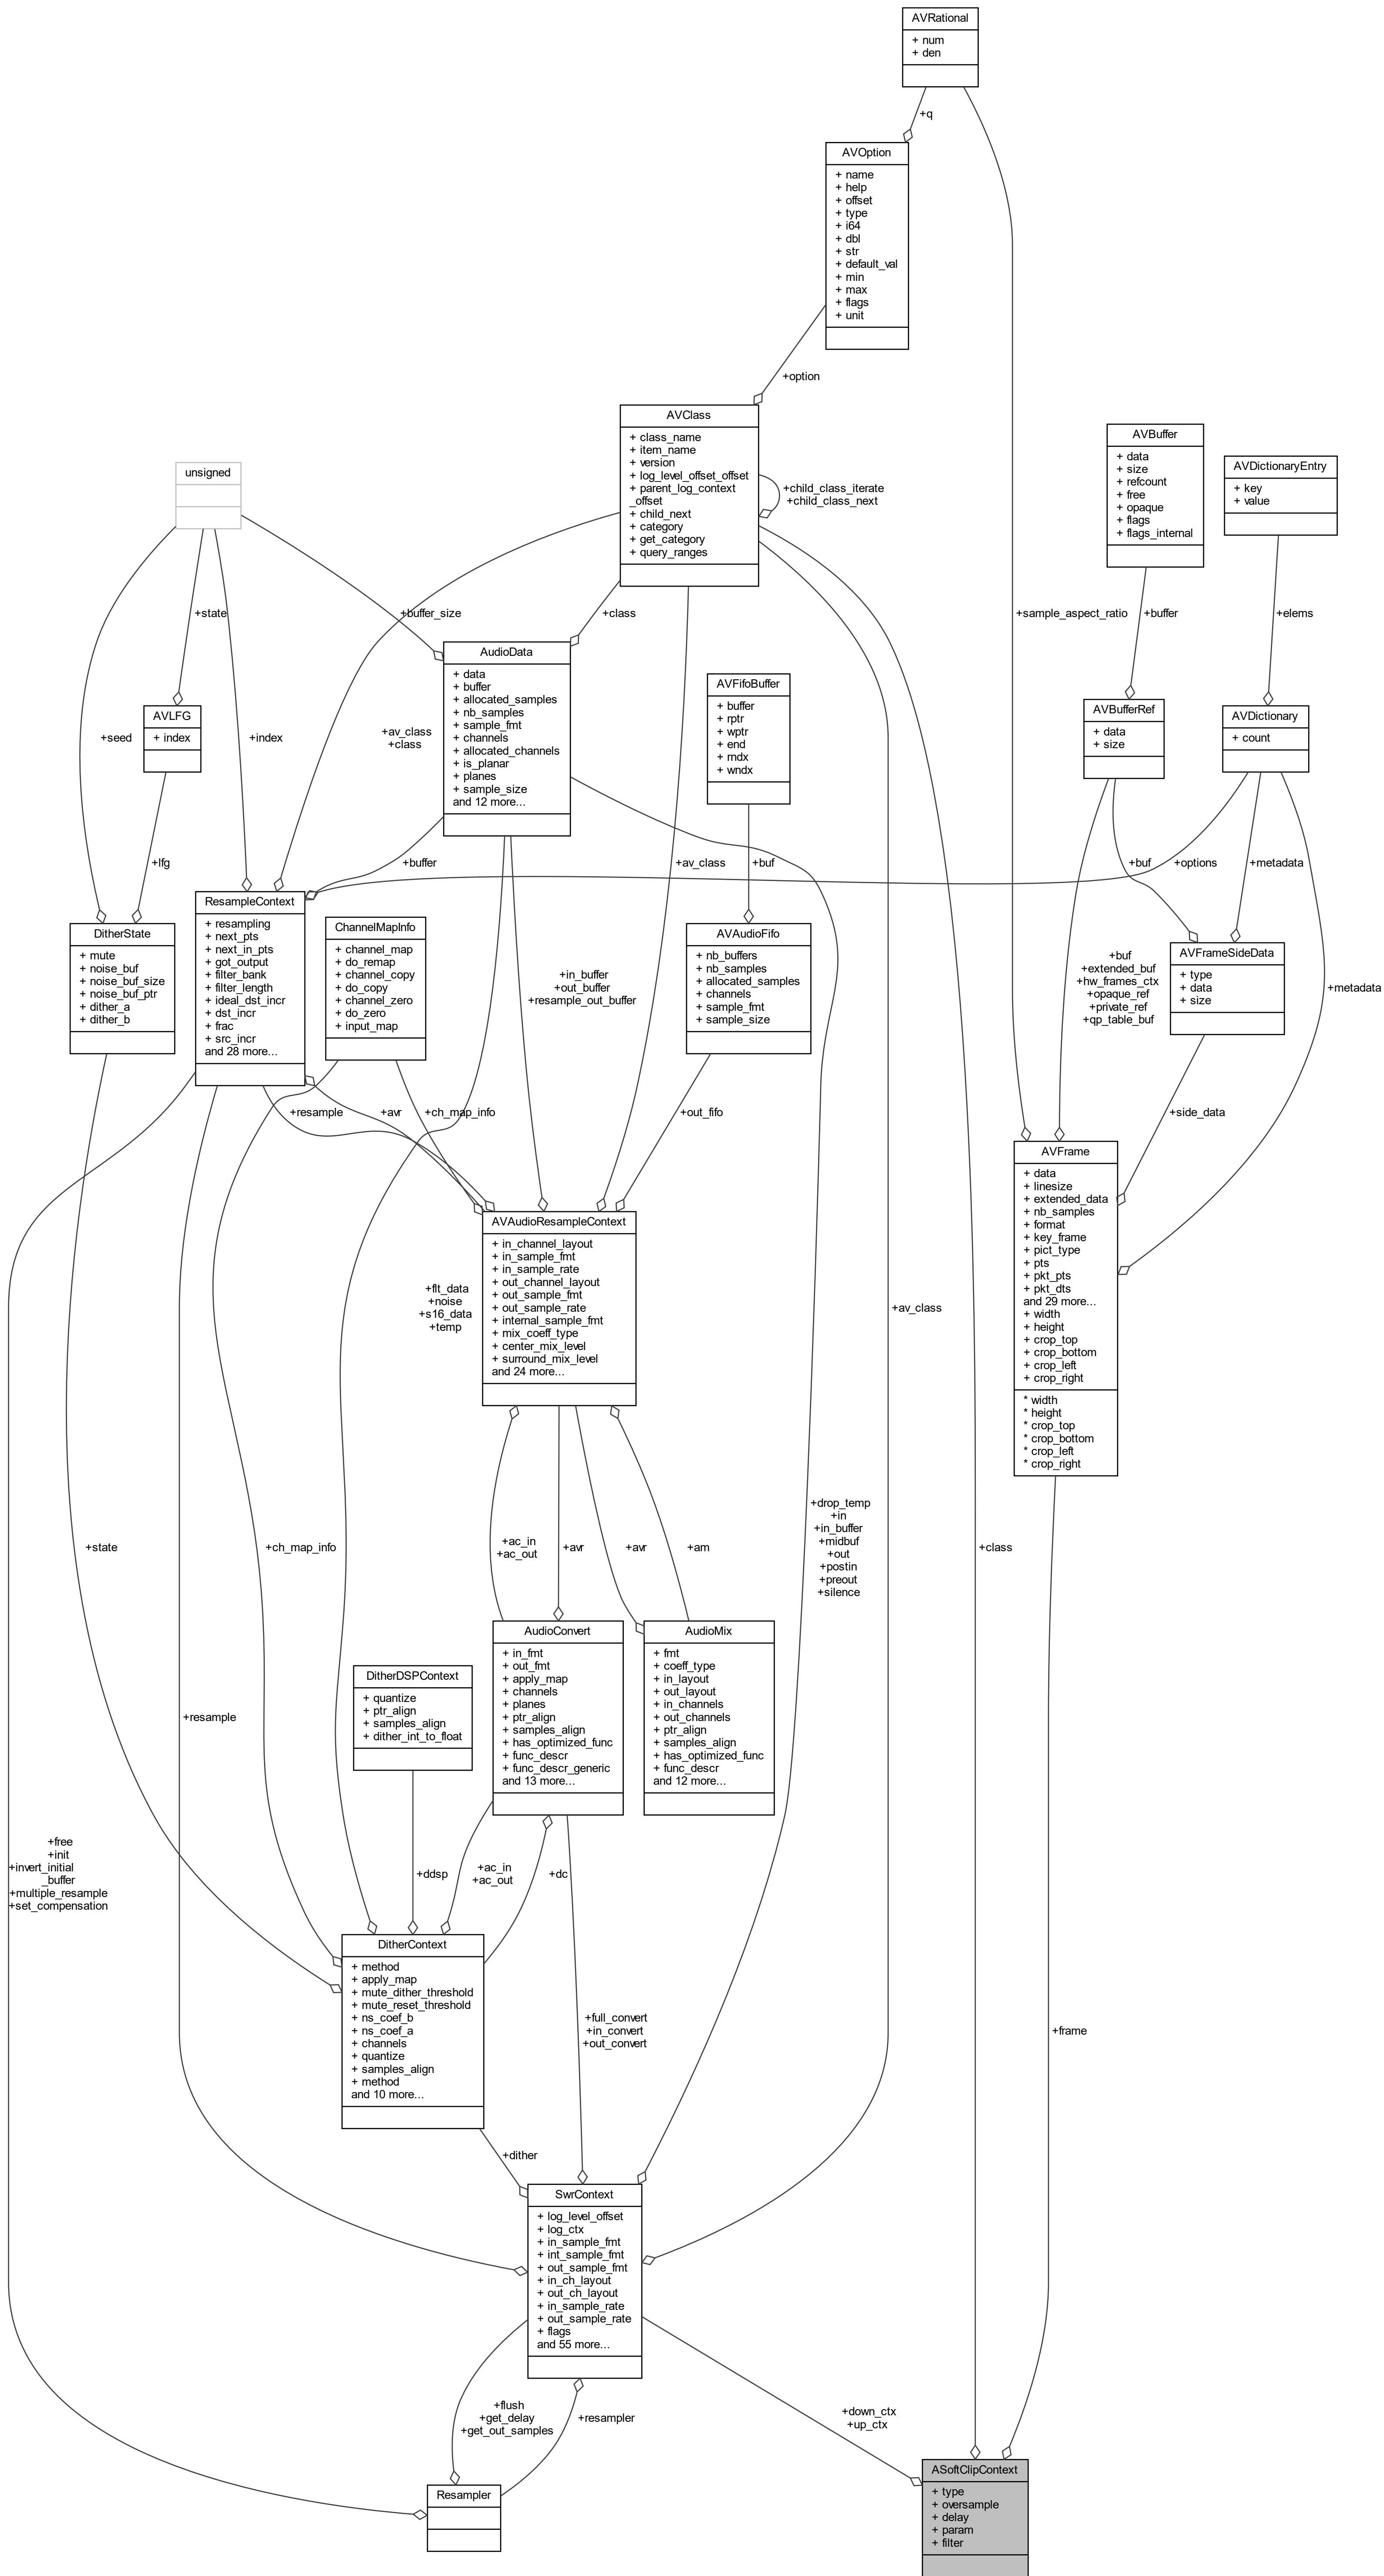 AVRational
+ num
+ den
+q
AVOption
+ name
+ help
+ offset
+ type
+ i64
+ dbl
+ str
+ default_val
+ min
+ max
+ flags
+ unit
+option
AVClass
+ class_name
+ item_name
+ version
+ log_level_offset_offset
+ parent_log_context
_offset
+ child_next
+ category
+ get_category
+ query_ranges
+child_class_iterate
+child_class_next
AVBuffer
+ data
+ size
+ refcount
+ free
+ opaque
+ flags
+ flags_internal
AVDictionaryEntry
+ key
+ value
unsigned
+state
+buffer_size
+class
+sample_aspect_ratio
+buffer
+elems
AudioData
+ data
+ buffer
+ allocated_samples
+ nb_samples
+ sample_fmt
+ channels
+ allocated_channels
+ is_planar
+ planes
+ sample_size
and 12 more...
AVFifoBuffer
+ buffer
+ rptr
+ wptr
+ end
+ rndx
+ wndx
AVBufferRef
+ data
+ size
AVDictionary
+ count
AVLFG
+ index
+seed
+index
+av_class
+class
+lfg
+buffer
+av_class
+buf
+buf
+options
+metadata
DitherState
+ mute
+ noise_buf
+ noise_buf_size
+ noise_buf_ptr
+ dither_a
+ dither_b
ResampleContext
+ resampling
+ next_pts
+ next_in_pts
+ got_output
+ filter_bank
+ filter_length
+ ideal_dst_incr
+ dst_incr
+ frac
+ src_incr
and 28 more...
ChannelMapInfo
+ channel_map
+ do_remap
+ channel_copy
+ do_copy
+ channel_zero
+ do_zero
+ input_map
+in_buffer
+out_buffer
+resample_out_buffer
AVAudioFifo
+ nb_buffers
+ nb_samples
+ allocated_samples
+ channels
+ sample_fmt
+ sample_size
+buf
+extended_buf
+hw_frames_ctx
+opaque_ref
+private_ref
+qp_table_buf
AVFrameSideData
+ type
+ data
+ size
+metadata
+resample
+avr
+ch_map_info
+out_fifo
+side_data
AVFrame
+ data
+ linesize
+ extended_data
+ nb_samples
+ format
+ key_frame
+ pict_type
+ pts
+ pkt_pts
+ pkt_dts
and 29 more...
+ width
+ height
+ crop_top
+ crop_bottom
+ crop_left
+ crop_right
* width
* height
* crop_top
* crop_bottom
* crop_left
* crop_right
AVAudioResampleContext
+ in_channel_layout
+ in_sample_fmt
+ in_sample_rate
+ out_channel_layout
+ out_sample_fmt
+ out_sample_rate
+ internal_sample_fmt
+ mix_coeff_type
+ center_mix_level
+ surround_mix_level
and 24 more...
+flt_data
+noise
+s16_data
+temp
+av_class
+state
+ch_map_info
+ac_in
+ac_out
+avr
+avr
+am
+drop_temp
+in
+in_buffer
+midbuf
+out
+postin
+preout
+silence
+class
AudioConvert
+ in_fmt
+ out_fmt
+ apply_map
+ channels
+ planes
+ ptr_align
+ samples_align
+ has_optimized_func
+ func_descr
+ func_descr_generic
and 13 more...
AudioMix
+ fmt
+ coeff_type
+ in_layout
+ out_layout
+ in_channels
+ out_channels
+ ptr_align
+ samples_align
+ has_optimized_func
+ func_descr
and 12 more...
DitherDSPContext
+ quantize
+ ptr_align
+ samples_align
+ dither_int_to_float
+resample
+free
+init
+invert_initial
_buffer
+multiple_resample
+set_compensation
+ddsp
+ac_in
+ac_out
+dc
DitherContext
+ method
+ apply_map
+ mute_dither_threshold
+ mute_reset_threshold
+ ns_coef_b
+ ns_coef_a
+ channels
+ quantize
+ samples_align
+ method
and 10 more...
+full_convert
+in_convert
+out_convert
+frame
+dither
SwrContext
+ log_level_offset
+ log_ctx
+ in_sample_fmt
+ int_sample_fmt
+ out_sample_fmt
+ in_ch_layout
+ out_ch_layout
+ in_sample_rate
+ out_sample_rate
+ flags
and 55 more...
+flush
+get_delay
+get_out_samples
+resampler
+down_ctx
+up_ctx
Resampler
ASoftClipContext
+ type
+ oversample
+ delay
+ param
+ filter